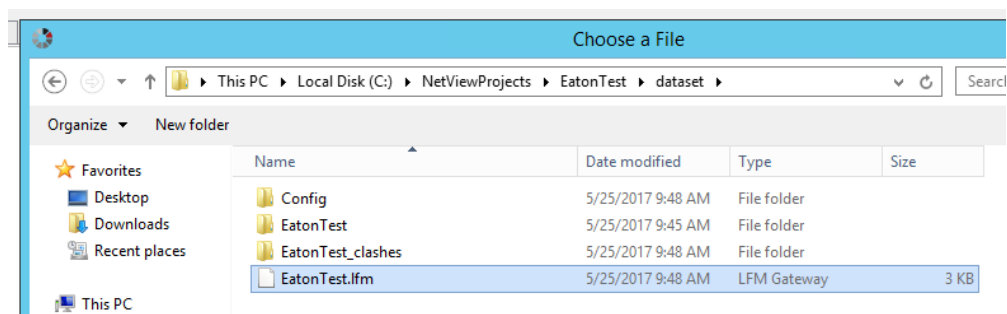 Choose a File
This PC Local Disk (C:) NetViewProjects EatonTest dataset
Organize New folder
Name Date modified Type Size
Favorites
Desktop
Downloads
Recent places
This PC
Config 5/25/2017 9:48 AM File folder
EatonTest 5/25/2017 9:45 AM File folder
EatonTest_clashes 5/25/2017 9:48 AM File folder
EatonTest.lfm 5/25/2017 9:48 AM LFM Gateway 3 KB